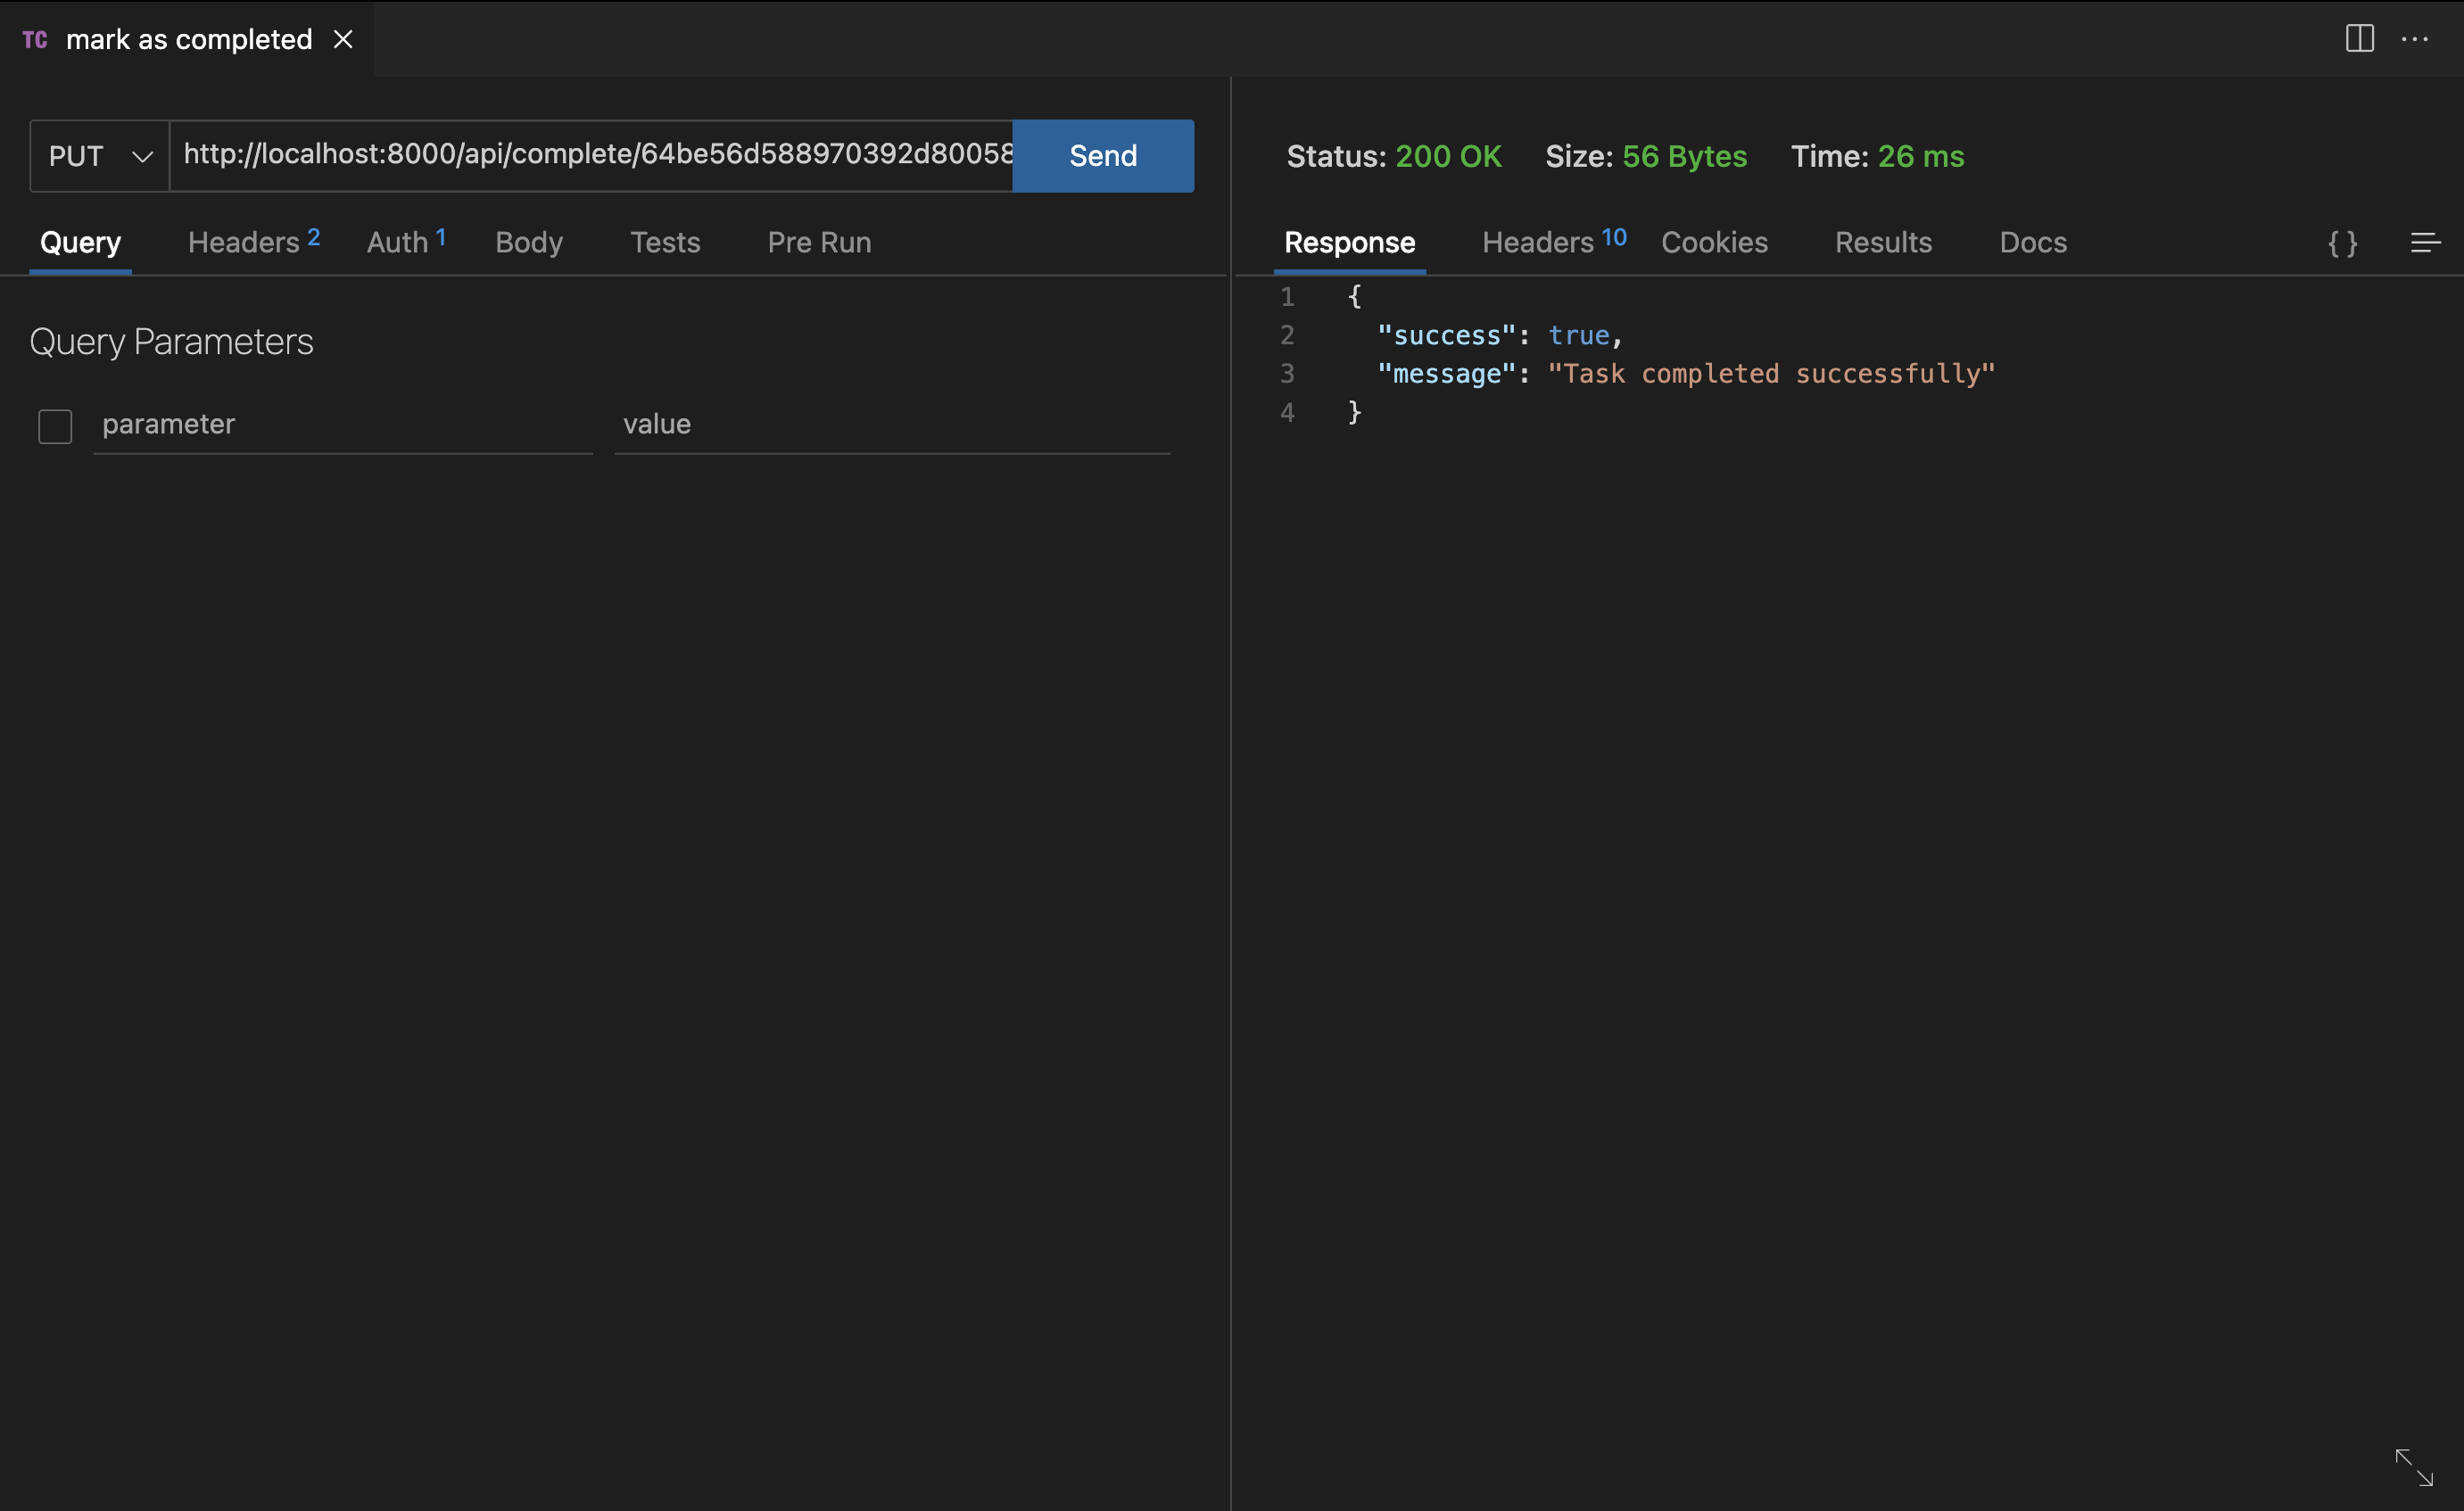 TC mark as completed
PUT http://localhost:8000/api/complete/64be56d588970392d80058 Send
Query Headers 2 Auth 1 Body Tests Pre Run
Query Parameters
parameter value
Status: 200 OK Size: 56 Bytes Time: 26 ms
Response Headers 10 Cookies Results Docs { }
1 {
2 "success": true,
3 "message": "Task completed successfully"
4 }